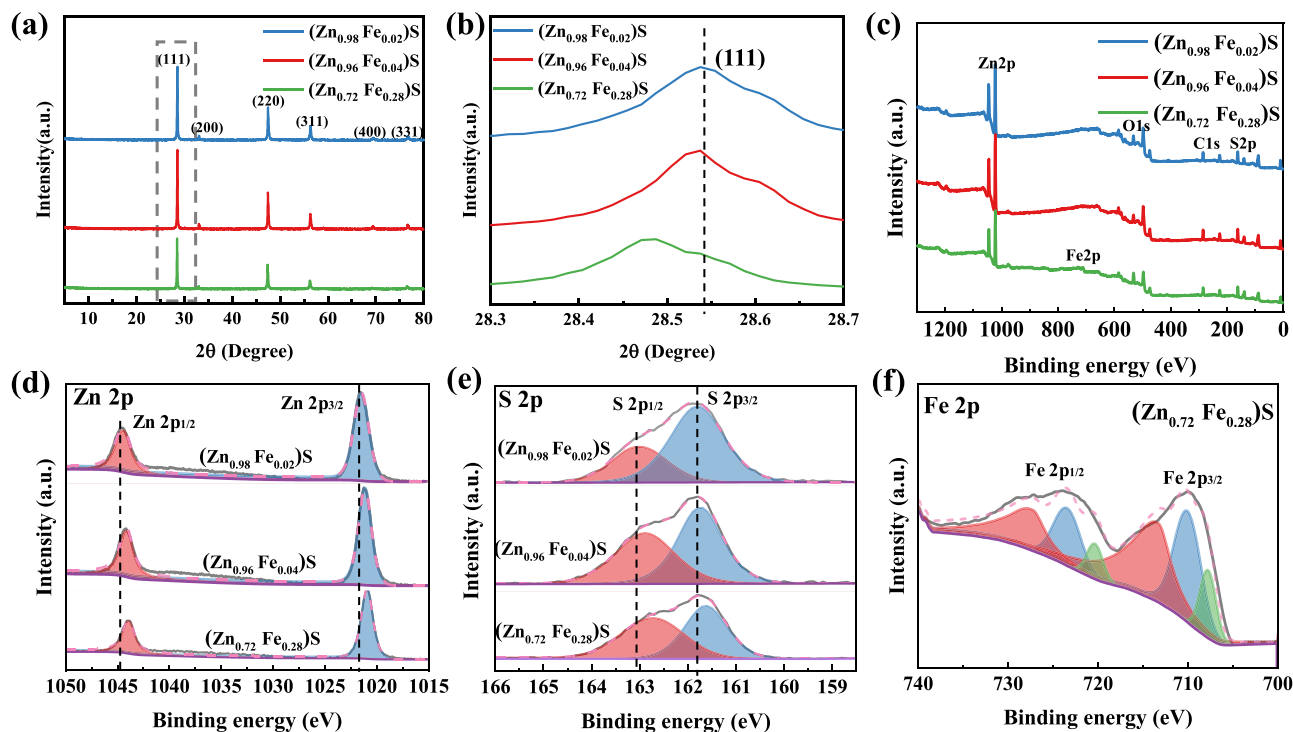 (a)
(Zn0.98 Fe0.02)S
(Zn0.96 Fe0.04)S
(Zn0.72 Fe0.28)S
(111)
(200)
(220)
(311)
(400)
(331)
Intensity(a.u.)
10 20 30 40 50 60 70 80
2θ (Degree)
(b)
(Zn0.98 Fe0.02)S
(Zn0.96 Fe0.04)S
(Zn0.72 Fe0.28)S
(111)
Intensity(a.u.)
28.3 28.4 28.5 28.6 28.7
2θ (Degree)
(c)
(Zn0.98 Fe0.02)S
(Zn0.96 Fe0.04)S
(Zn0.72 Fe0.28)S
Zn2p
O1s
C1s
S2p
Fe2p
Intensity (a.u.)
1200 1000 800 600 400 200 0
Binding energy (eV)
(d)
Zn 2p
Zn 2p1/2
Zn 2p3/2
(Zn0.98 Fe0.02)S
(Zn0.96 Fe0.04)S
(Zn0.72 Fe0.28)S
Intensity (a.u.)
1050 1045 1040 1035 1030 1025 1020 1015
Binding energy (eV)
(e)
S 2p
S 2p1/2
S 2p3/2
(Zn0.98 Fe0.02)S
(Zn0.96 Fe0.04)S
(Zn0.72 Fe0.28)S
Intensity (a.u.)
166 165 164 163 162 161 160 159
Binding energy (eV)
(f)
Fe 2p
(Zn0.72 Fe0.28)S
Fe 2p1/2
Fe 2p3/2
Intensity (a.u.)
740 730 720 710 700
Binding energy (eV)